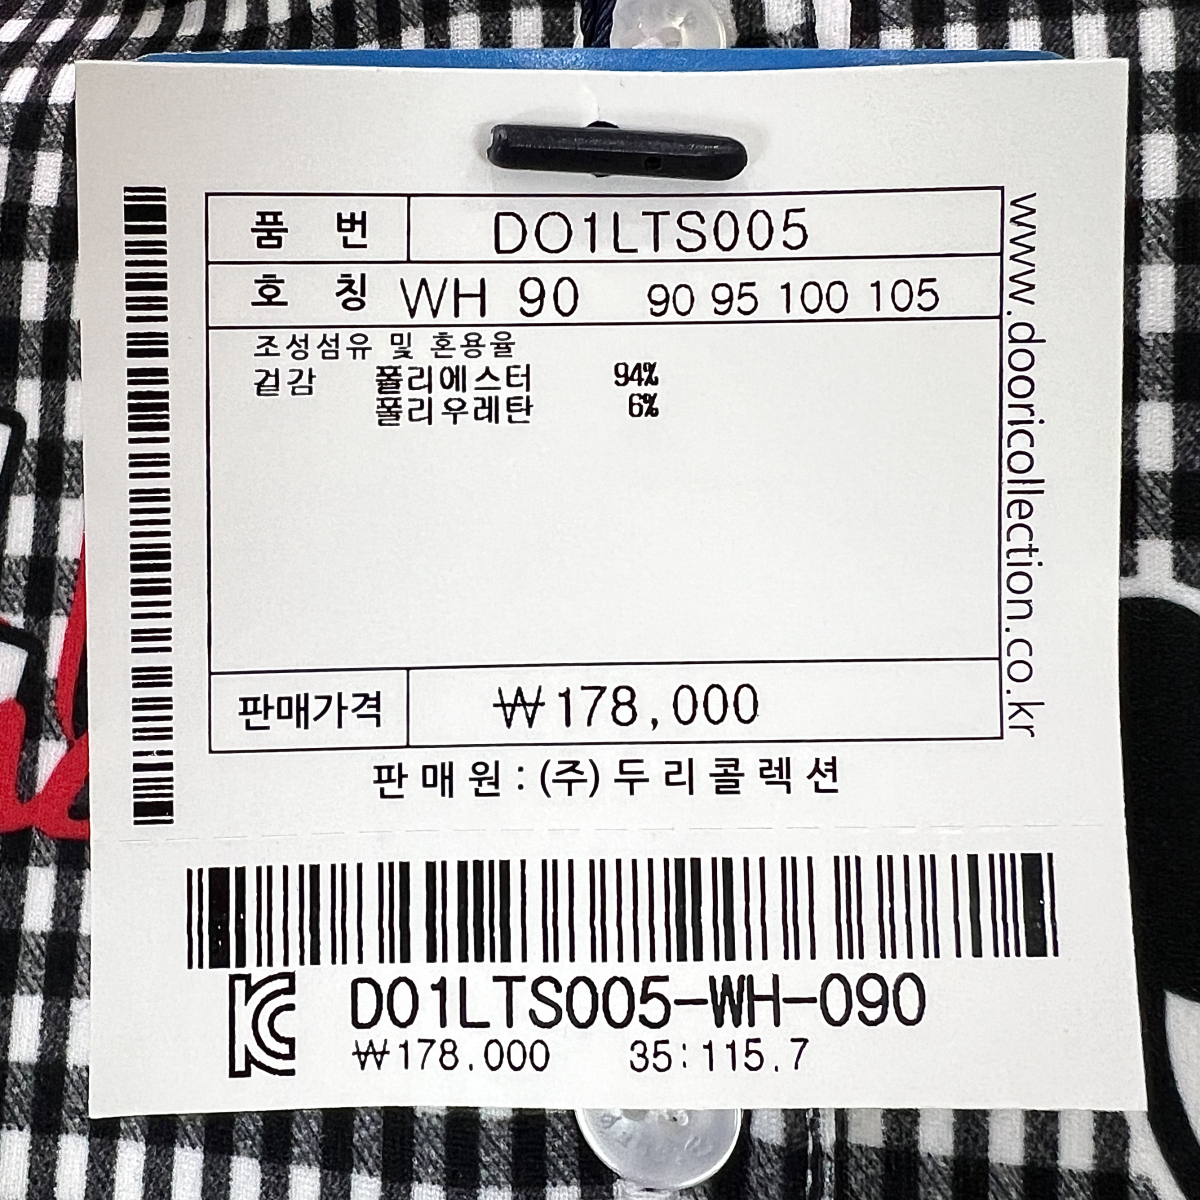 품 번 DO1LTS005
호 칭 WH 90 90 95 100 105
조성섬유 및 혼용율
겉감 폴리에스터 94%
폴리우레탄 6%
판매가격 ₩178,000
판매원 : (주) 두리콜렉션
www.dooricollection.co.kr
DO1LTS005-WH-090
₩178.000 35:115.7